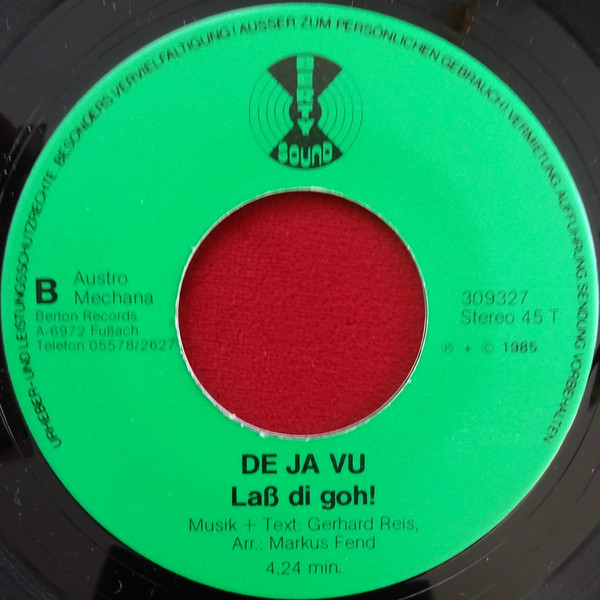 URHEBER- UND LEISTUNGSSCHUTZRECHTE, BESONDERS VERVIELFÄLTIGUNG (AUSSER ZUM PERSÖNLICHEN GEBRAUCH) VERMIETUNG AUFFÜHRUNG SENDUNG VORBEHALTEN
BERTY
SOUND
B
Austro
Mechana
Berton Records
A-6972 Fußach
Telefon 05578/2627
309327
Stereo 45 T
℗ + © 1985
DE JA VU
Laß di goh!
Musik + Text: Gerhard Reis,
Arr.: Markus Fend
4.24 min.